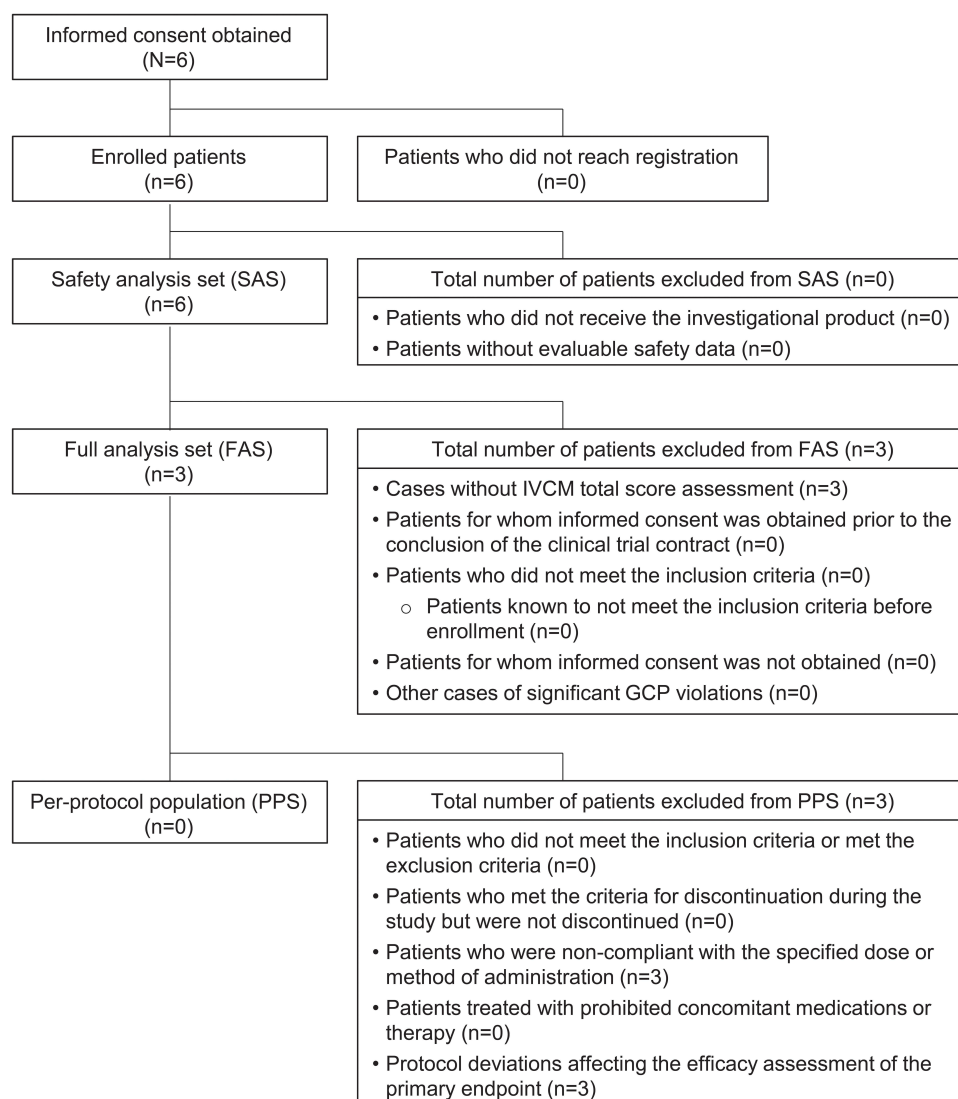 Informed consent obtained
(N=6)
Enrolled patients
(n=6)
Patients who did not reach registration
(n=0)
Safety analysis set (SAS)
(n=6)
Total number of patients excluded from SAS (n=0)
• Patients who did not receive the investigational product (n=0)
• Patients without evaluable safety data (n=0)
Full analysis set (FAS)
(n=3)
Total number of patients excluded from FAS (n=3)
• Cases without IVCM total score assessment (n=3)
• Patients for whom informed consent was obtained prior to the
conclusion of the clinical trial contract (n=0)
• Patients who did not meet the inclusion criteria (n=0)
○ Patients known to not meet the inclusion criteria before
enrollment (n=0)
• Patients for whom informed consent was not obtained (n=0)
• Other cases of significant GCP violations (n=0)
Per-protocol population (PPS)
(n=0)
Total number of patients excluded from PPS (n=3)
• Patients who did not meet the inclusion criteria or met the
exclusion criteria (n=0)
• Patients who met the criteria for discontinuation during the
study but were not discontinued (n=0)
• Patients who were non-compliant with the specified dose or
method of administration (n=3)
• Patients treated with prohibited concomitant medications or
therapy (n=0)
• Protocol deviations affecting the efficacy assessment of the
primary endpoint (n=3)